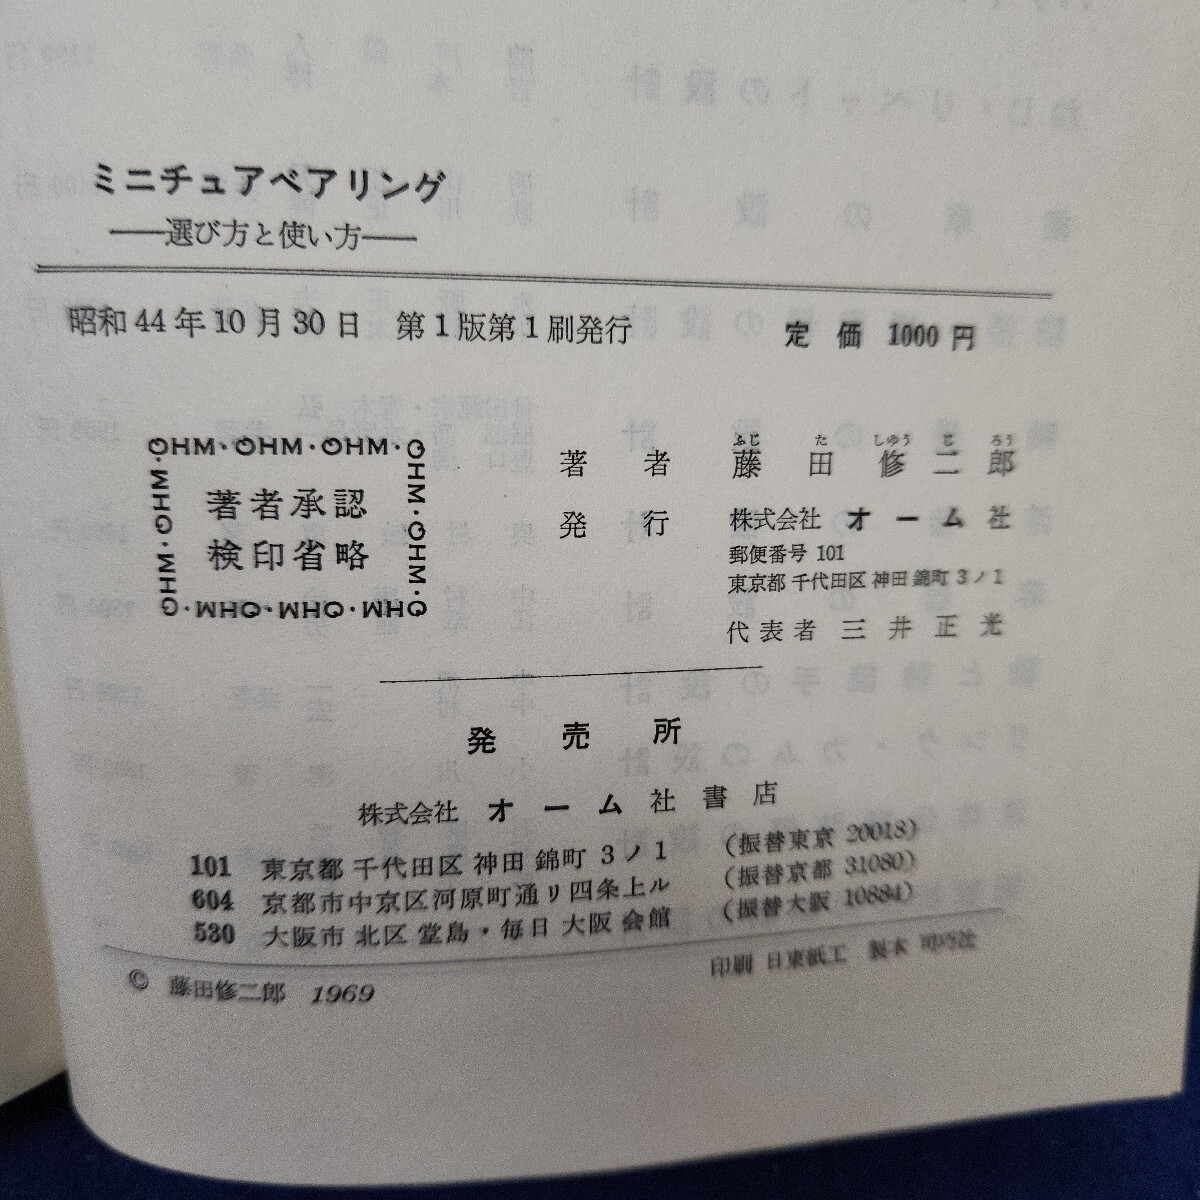 ミニチュアベアリング
――選び方と使い方――
昭和44年10月30日 第1版第1刷発行
定価 1000円
OHM・OHM・OHM・OHM・OHM・OHM・OHM・OHM・OHM・OHM
著者承認
検印省略
ふじ た しゅう じ ろう
著者 藤田修二郎
発行 株式会社 オーム社
郵便番号 101
東京都 千代田区 神田 錦町 3ノ1
代表者 三井正光
発売所
株式会社 オーム社書店
101 東京都 千代田区 神田 錦町 3ノ1 (振替東京 20018)
604 京都市中京区河原町通リ四条上ル (振替京都 31080)
530 大阪市 北区 堂島・毎日 大阪 会館 (振替大阪 10884)
印刷 日東紙工 製本
© 藤田修二郎 1969